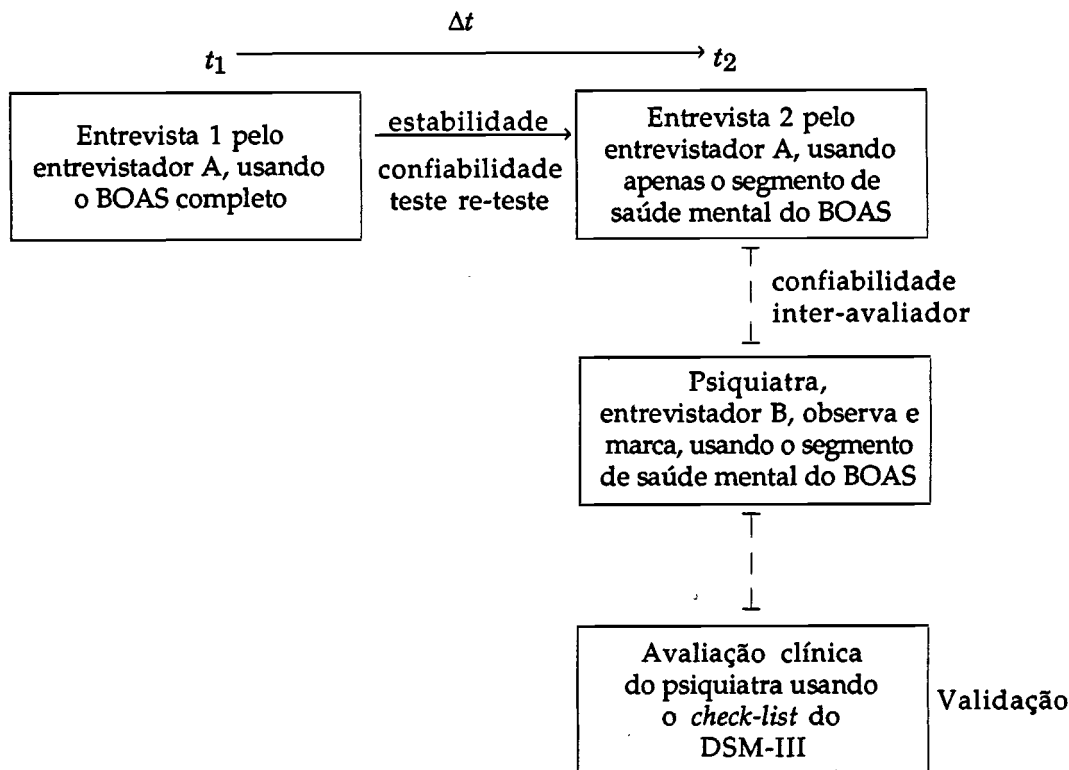 Δt
t1
t2
Entrevista 1 pelo
entrevistador A, usando
o BOAS completo
estabilidade
confiabilidade
teste re-teste
Entrevista 2 pelo
entrevistador A, usando
apenas o segmento de
saúde mental do BOAS
confiabilidade
inter-avaliador
Psiquiatra,
entrevistador B, observa e
marca, usando o segmento
de saúde mental do BOAS
Avaliação clínica
do psiquiatra usando
o check-list do
DSM-III
Validação